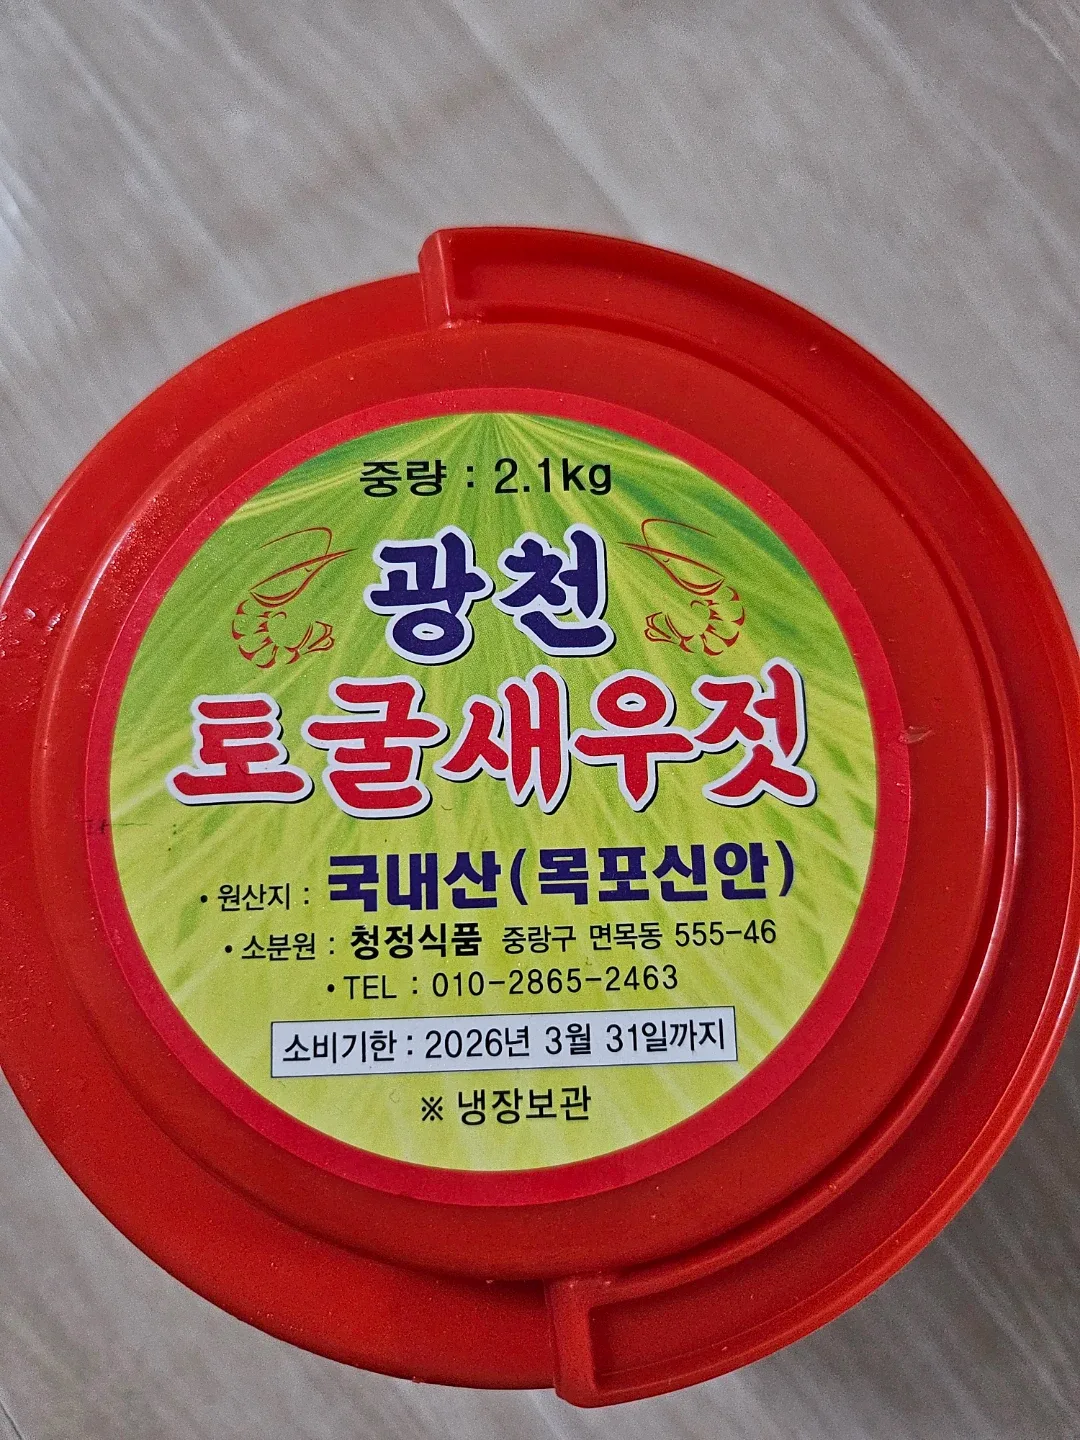 중량 : 2.1kg
광천
토굴새우젓
• 원산지 : 국내산(목포신안)
• 소분원 : 청정식품 중랑구 면목동 555-46
• TEL : 010-2865-2463
소비기한 : 2026년 3월 31일까지
※ 냉장보관